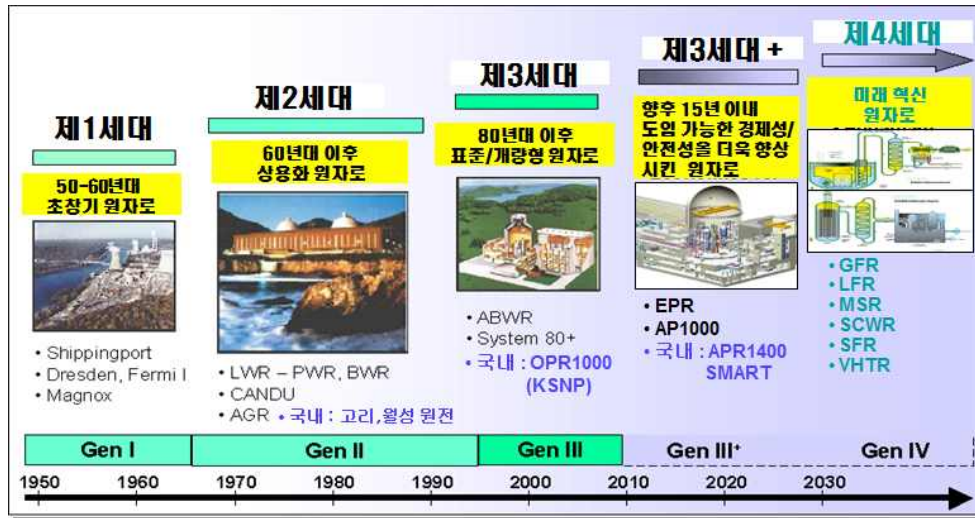 제1세대
50-60년대
초창기 원자로
• Shippingport
• Dresden, Fermi I
• Magnox
제2세대
60년대 이후
상용화 원자로
• LWR – PWR, BWR
• CANDU
• AGR • 국내 : 고리,월성 원전
제3세대
80년대 이후
표준/개량형 원자로
• ABWR
• System 80+
• 국내 : OPR1000
(KSNP)
제3세대 +
향후 15년 이내
도입 가능한 경제성/
안전성을 더욱 향상
시킨 원자로
• EPR
• AP1000
• 국내 : APR1400
SMART
제4세대
미래 혁신
원자로
• GFR
• LFR
• MSR
• SCWR
• SFR
• VHTR
Gen I Gen II Gen III Gen III+ Gen IV
1950 1960 1970 1980 1990 2000 2010 2020 2030